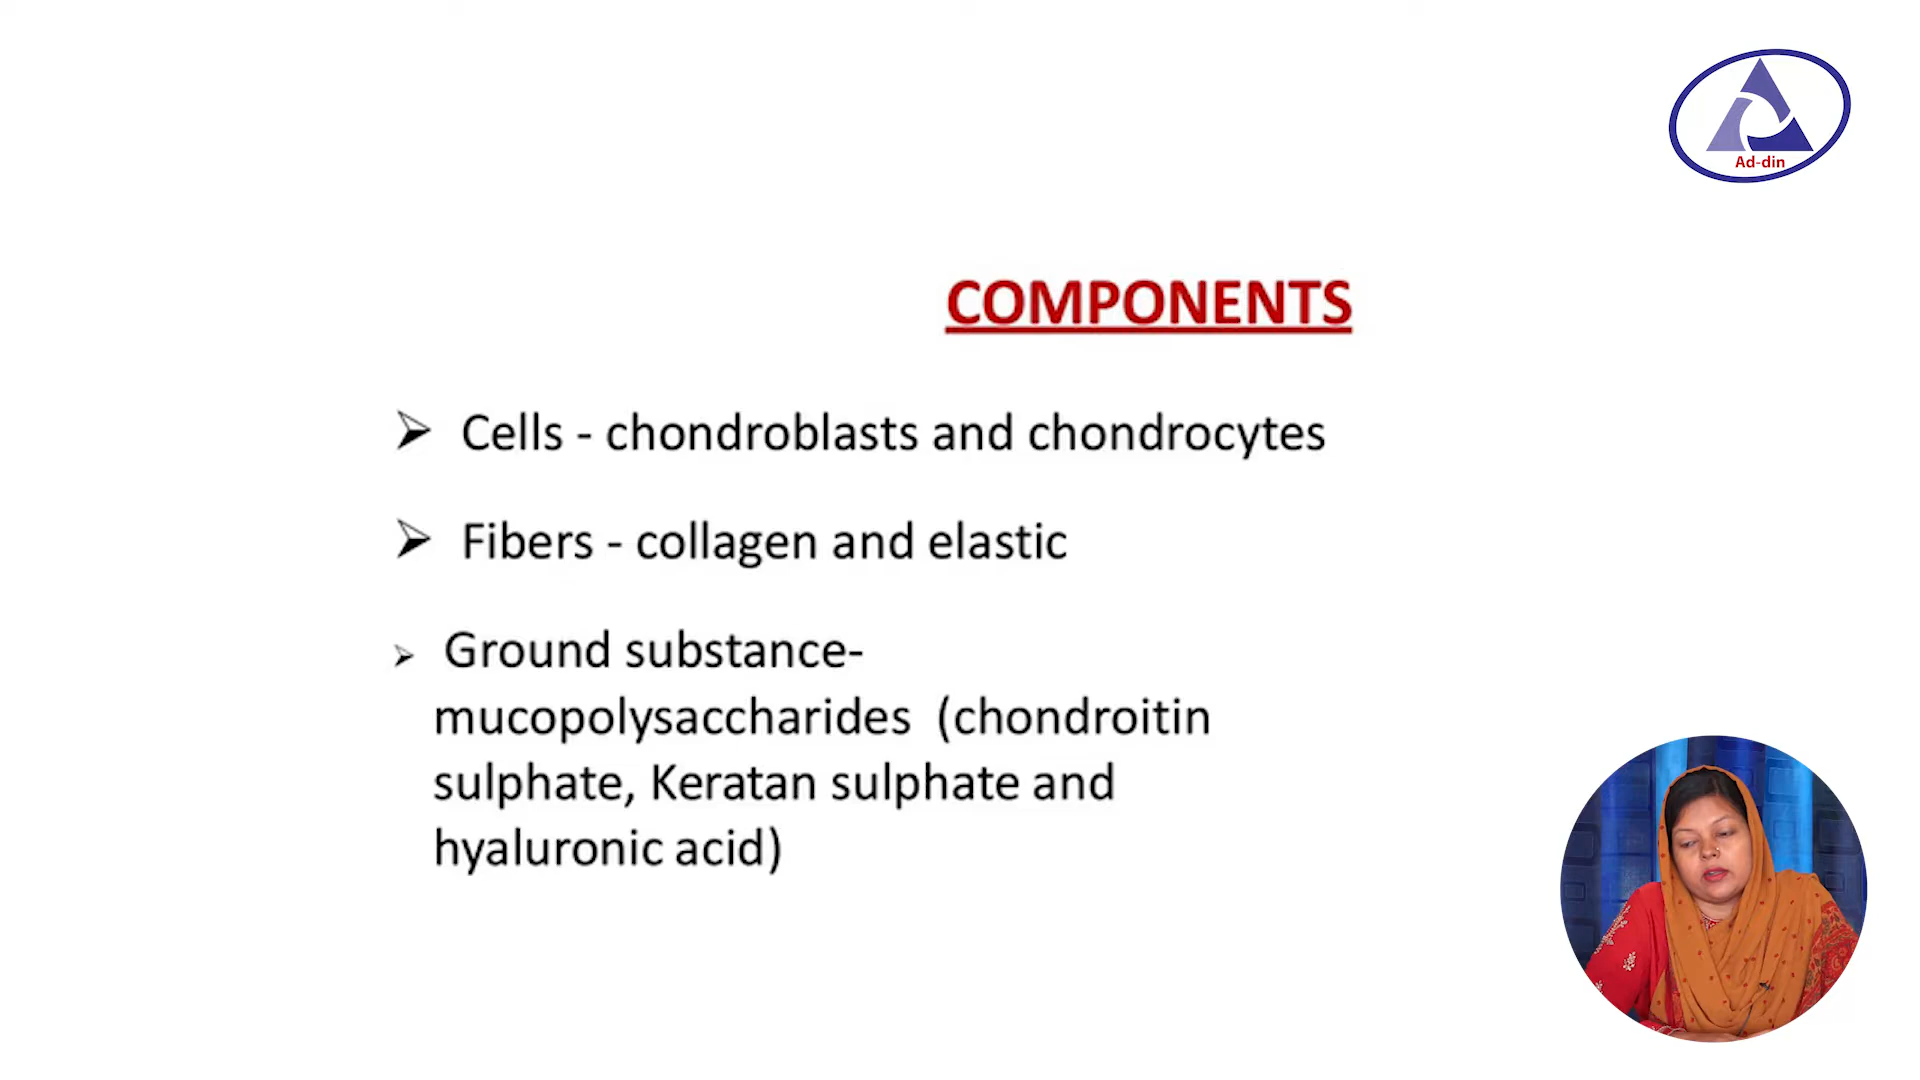 Ad-din
COMPONENTS
Cells - chondroblasts and chondrocytes
Fibers - collagen and elastic
Ground substance-
mucopolysaccharides (chondroitin
sulphate, Keratan sulphate and
hyaluronic acid)